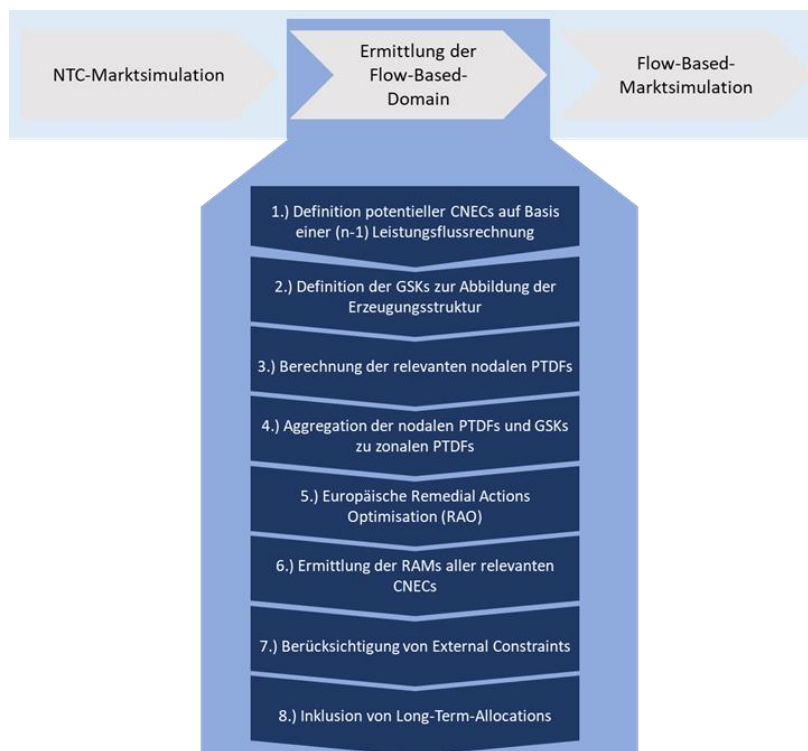 NTC-Marktsimulation
Ermittlung der
Flow-Based-
Domain
Flow-Based-
Marktsimulation
1.) Definition potentieller CNECs auf Basis
einer (n-1) Leistungsflussrechnung
2.) Definition der GSKs zur Abbildung der
Erzeugungsstruktur
3.) Berechnung der relevanten nodalen PTDFs
4.) Aggregation der nodalen PTDFs und GSKs
zu zonalen PTDFs
5.) Europäische Remedial Actions
Optimisation (RAO)
6.) Ermittlung der RAMs aller relevanten
CNECs
7.) Berücksichtigung von External Constraints
8.) Inklusion von Long-Term-Allocations